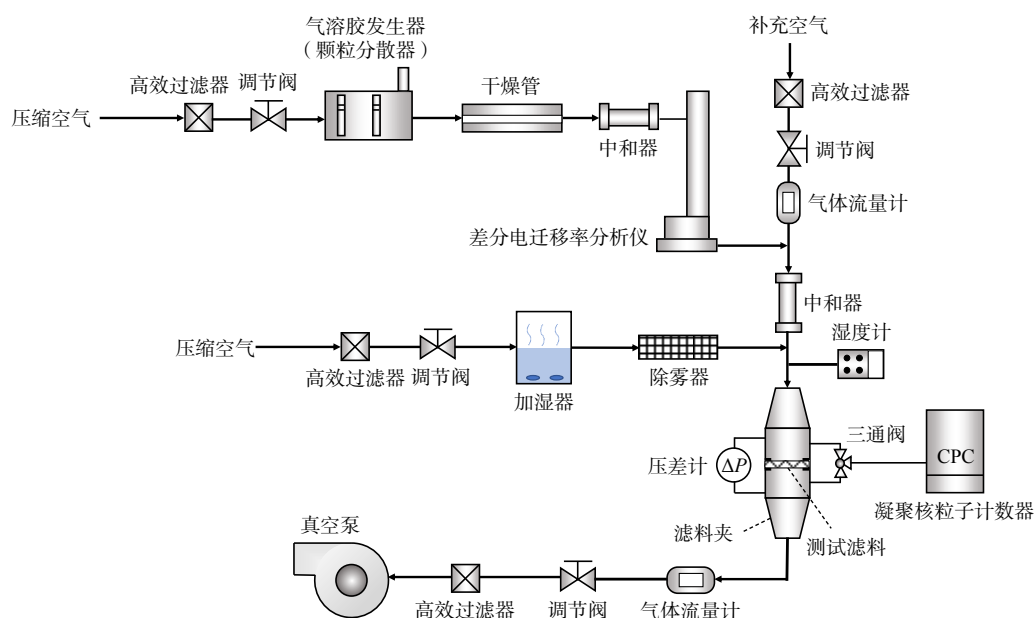 气溶胶发生器
（颗粒分散器）
补充空气
高效过滤器
调节阀
干燥管
高效过滤器
压缩空气
中和器
调节阀
气体流量计
差分电迁移率分析仪
中和器
湿度计
压缩空气
高效过滤器
调节阀
加湿器
除雾器
三通阀
压差计
ΔP
CPC
凝聚核粒子计数器
真空泵
滤料夹
测试滤料
高效过滤器
调节阀
气体流量计